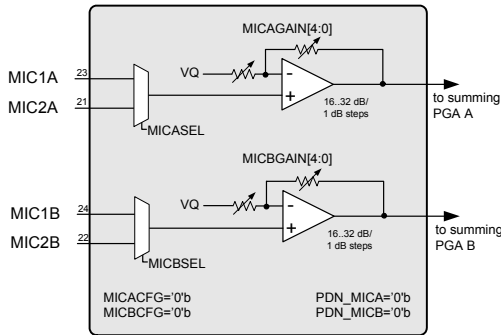 MICAGAIN[4:0]
MIC1A
23
VQ
-
+
MIC2A
21
16..32 dB/
1 dB steps
to summing
PGA A
MICASEL
MICBGAIN[4:0]
MIC1B
24
VQ
-
+
MIC2B
22
16..32 dB/
1 dB steps
to summing
PGA B
MICBSEL
MICACFG='0'b
MICBCFG='0'b
PDN_MICA='0'b
PDN_MICB='0'b